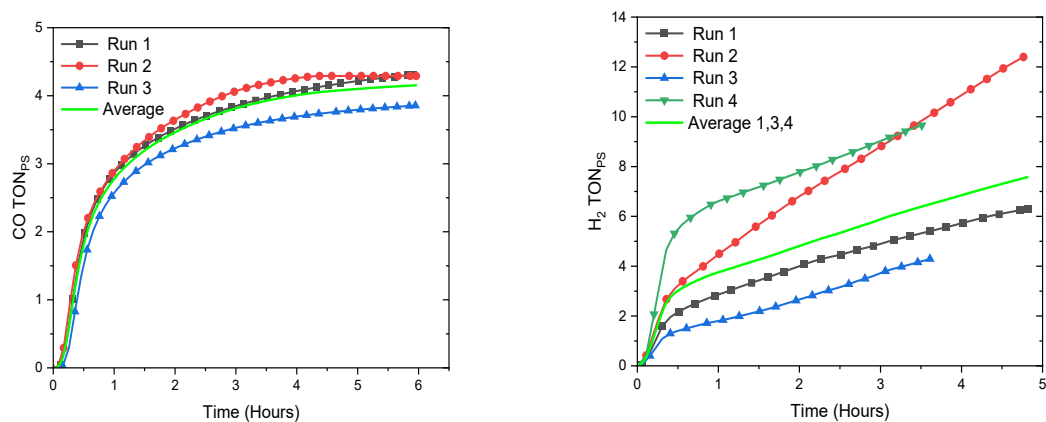 5
4
3
2
1
0
CO TON_PS
Run 1
Run 2
Run 3
Average
0 1 2 3 4 5 6
Time (Hours)
14
12
10
8
6
4
2
0
H₂ TON_PS
Run 1
Run 2
Run 3
Run 4
Average 1,3,4
0 1 2 3 4 5
Time (Hours)